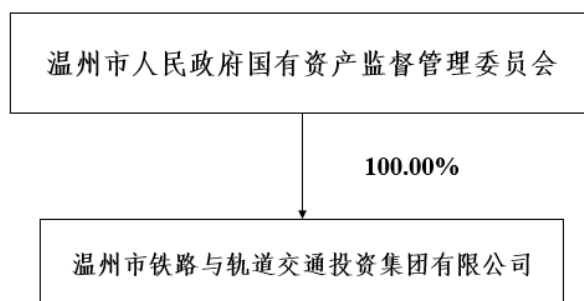 温州市人民政府国有资产监督管理委员会
100.00%
温州市铁路与轨道交通投资集团有限公司